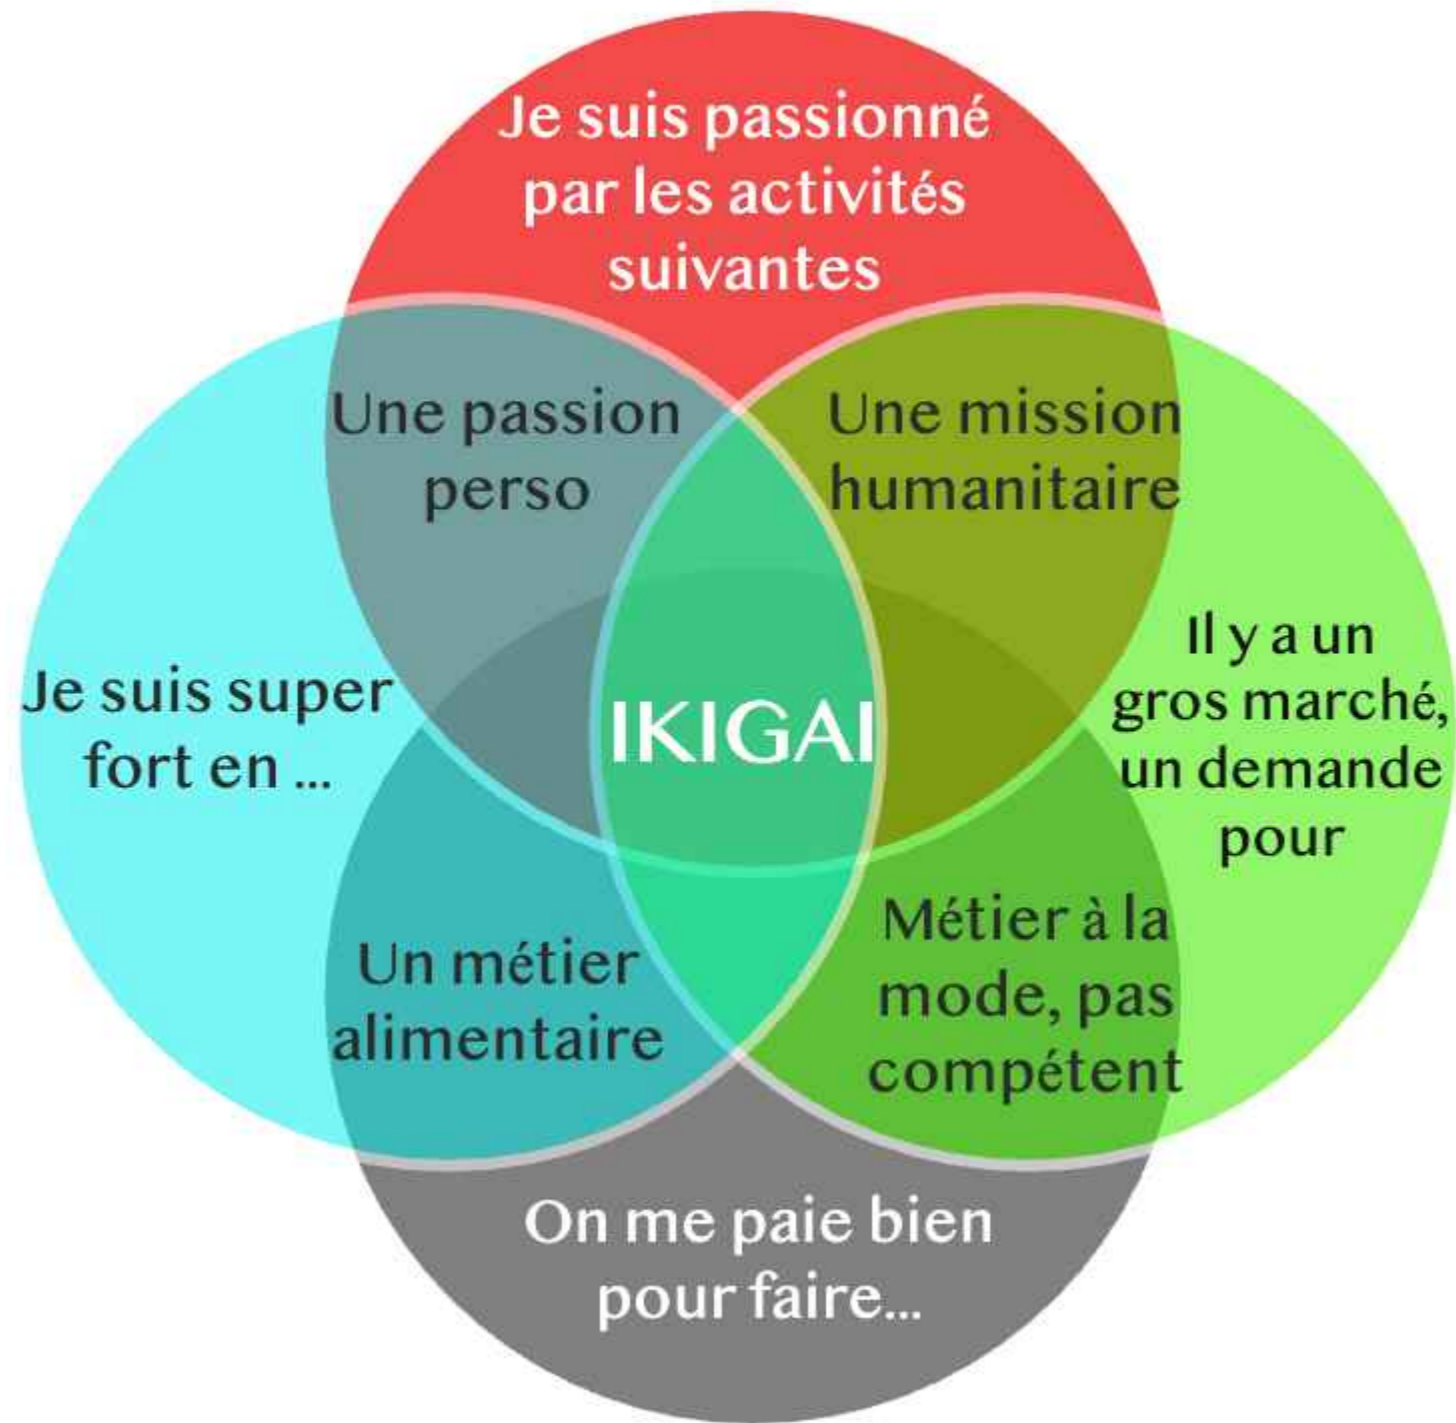 Je suis passionné
par les activités
suivantes
Une passion
perso
Une mission
humanitaire
Je suis super
fort en ...
IKIGAI
Il y a un
gros marché,
un demande
pour
Un métier
alimentaire
Métier à la
mode, pas
compétent
On me paie bien
pour faire...